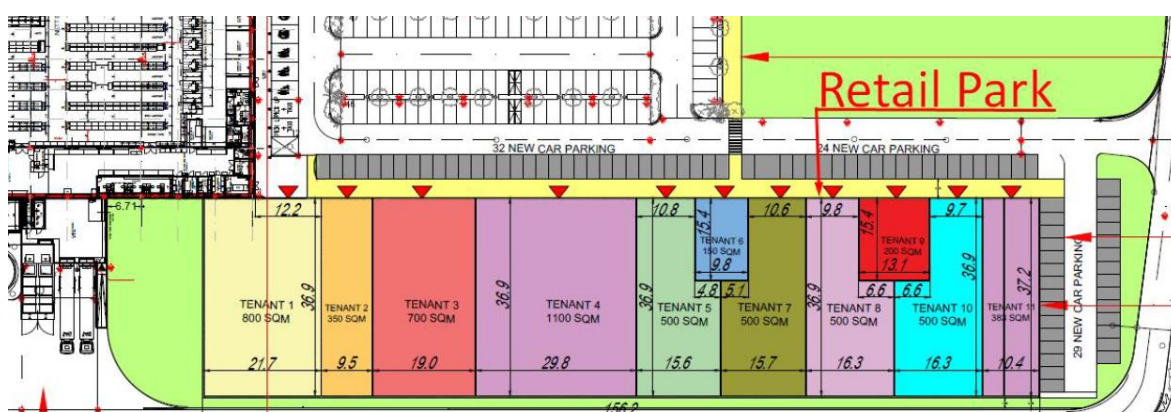 Retail Park
32 NEW CAR PARKING
24 NEW CAR PARKING
6.71
12.2
10.8
15.4
10.6
9.8
15.4
9.7
TENANT 6
150 SQM
9.8
TENANT 9
200 SQM
13.1
36.9
36.9
36.9
36.9
36.9
37.2
4.8
5.1
6.6
6.6
TENANT 1
800 SQM
TENANT 2
350 SQM
TENANT 3
700 SQM
TENANT 4
1100 SQM
TENANT 5
500 SQM
TENANT 7
500 SQM
TENANT 8
500 SQM
TENANT 10
500 SQM
TENANT 11
383 SQM
29 NEW CAR PARKING
21.7
9.5
19.0
29.8
15.6
15.7
16.3
16.3
10.4
156.2